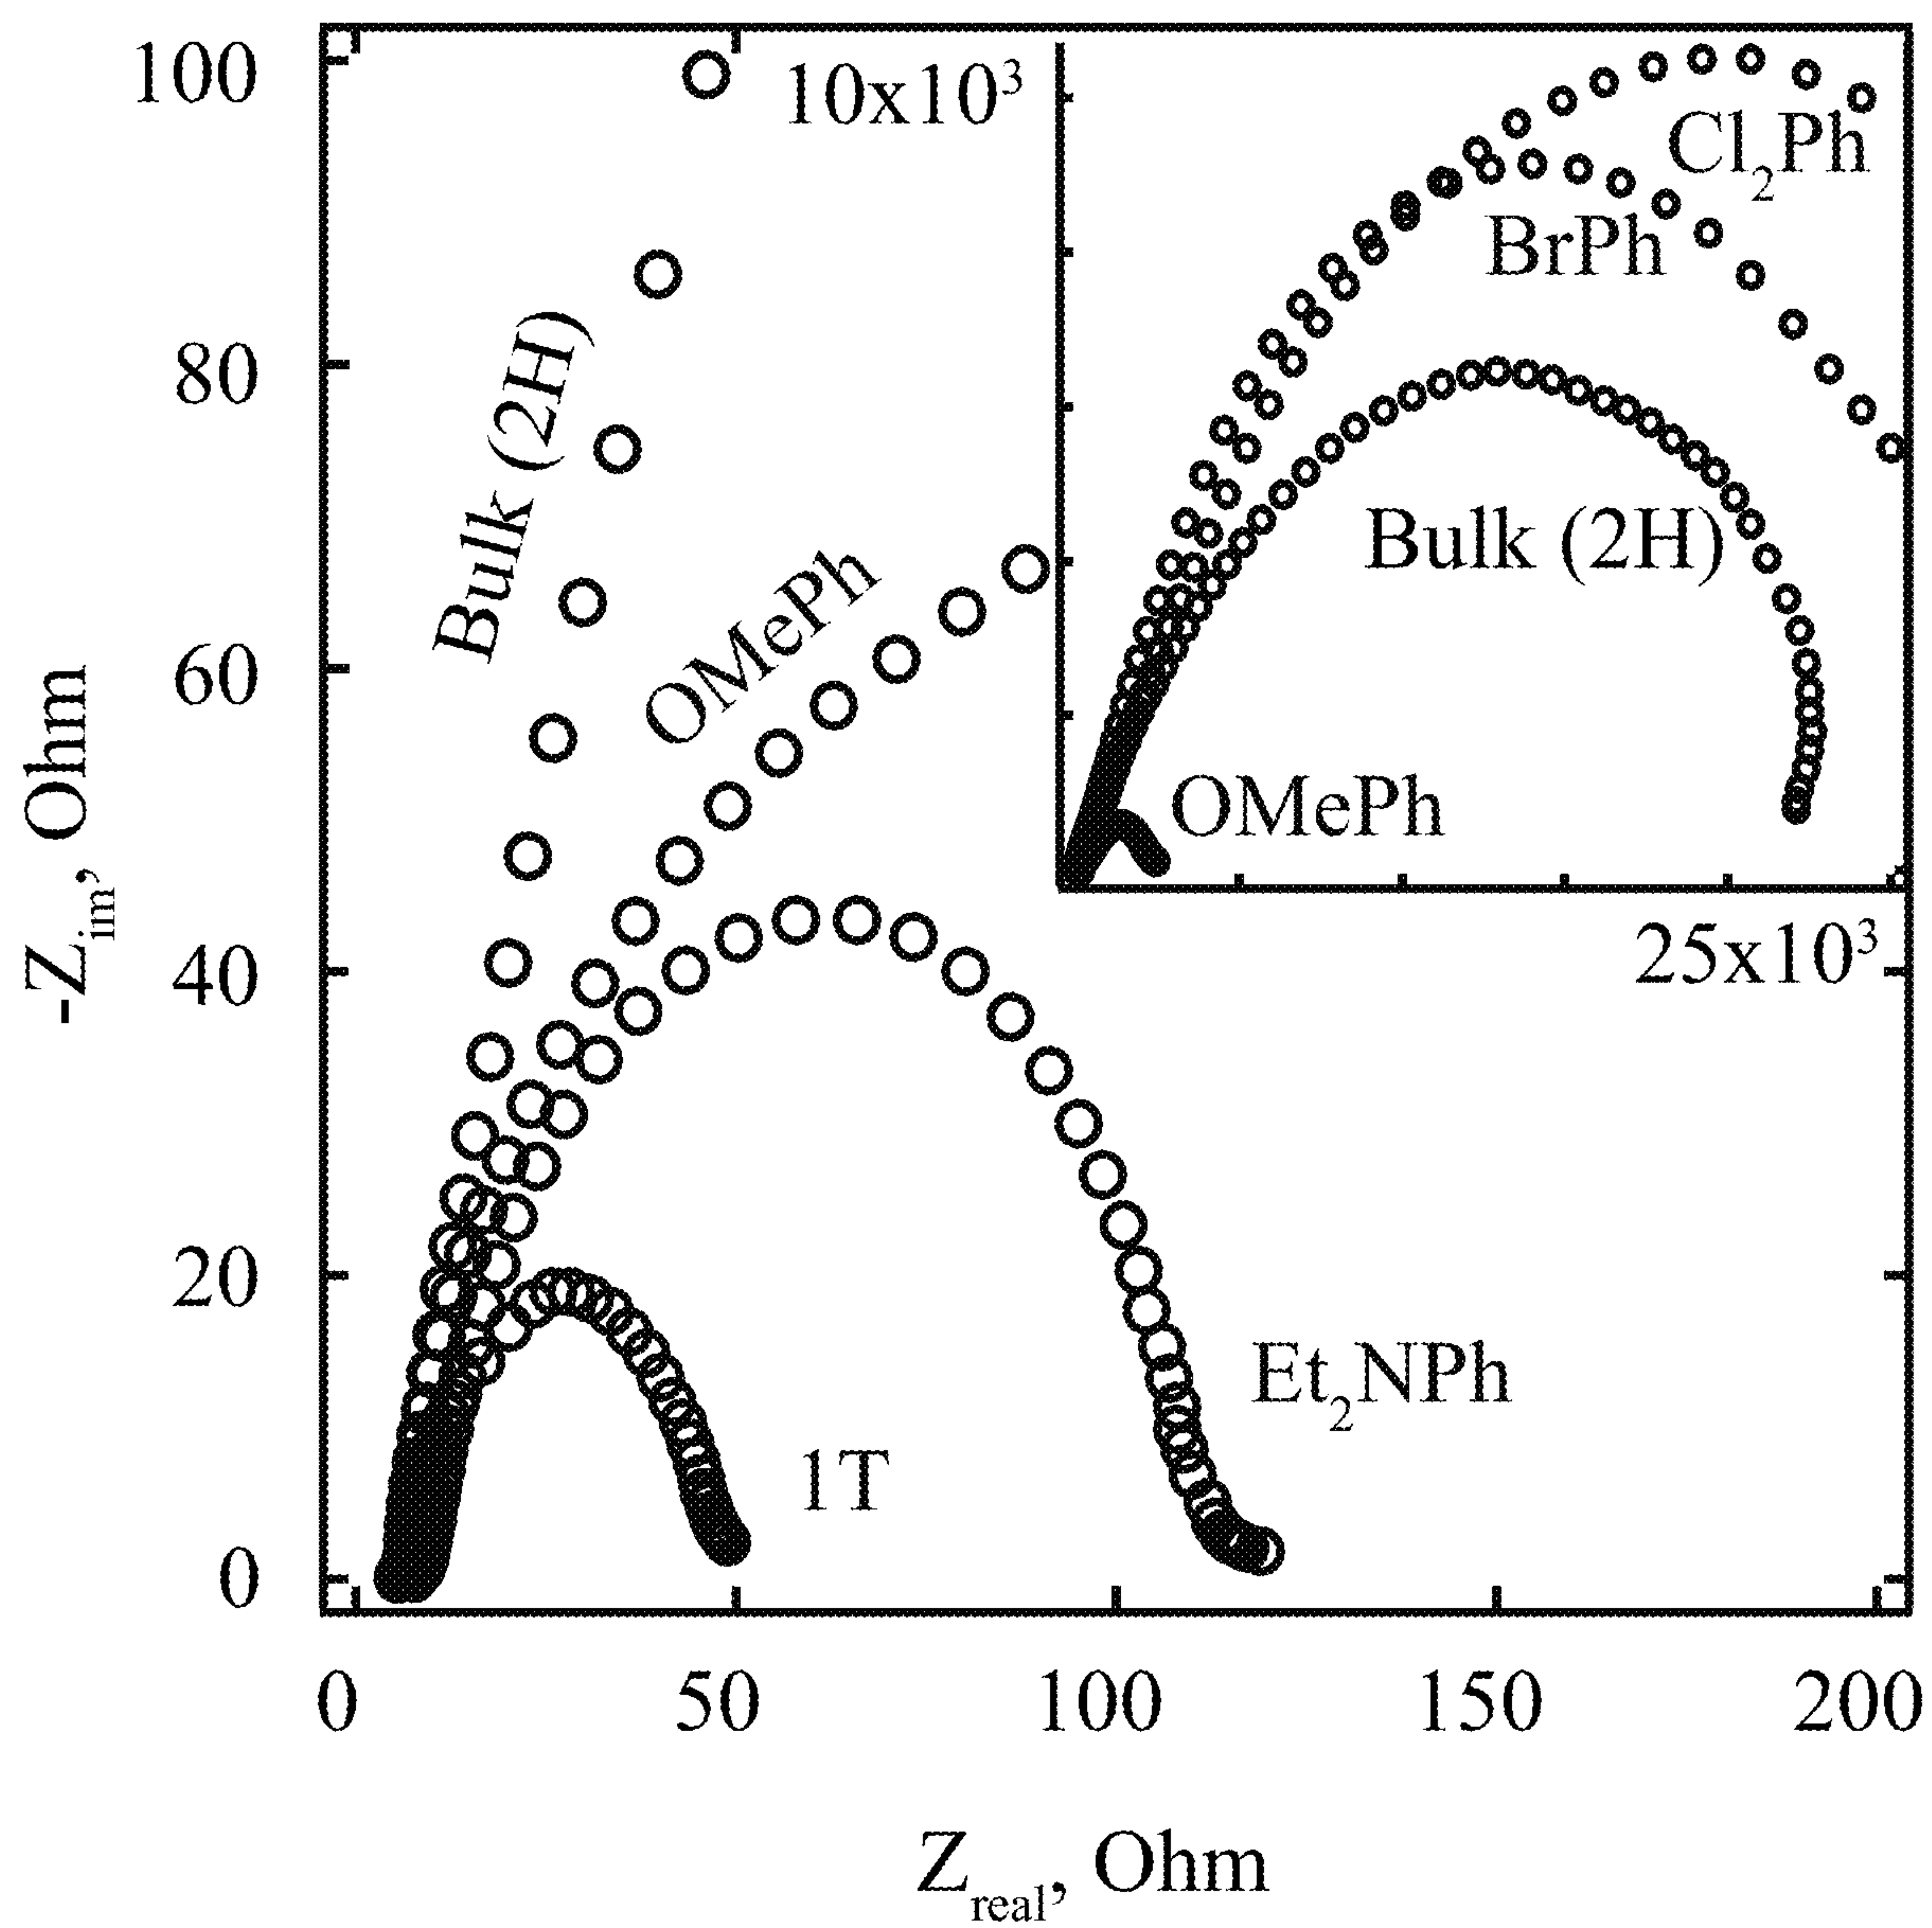 100
80
60
40
20
0
-Z_im, Ohm
Bulk (2H)
OMePh
10x10³
Cl₂Ph
BrPh
Bulk (2H)
OMePh
25x10³
Et₂NPh
1T
0 50 100 150 200
Z_real, Ohm